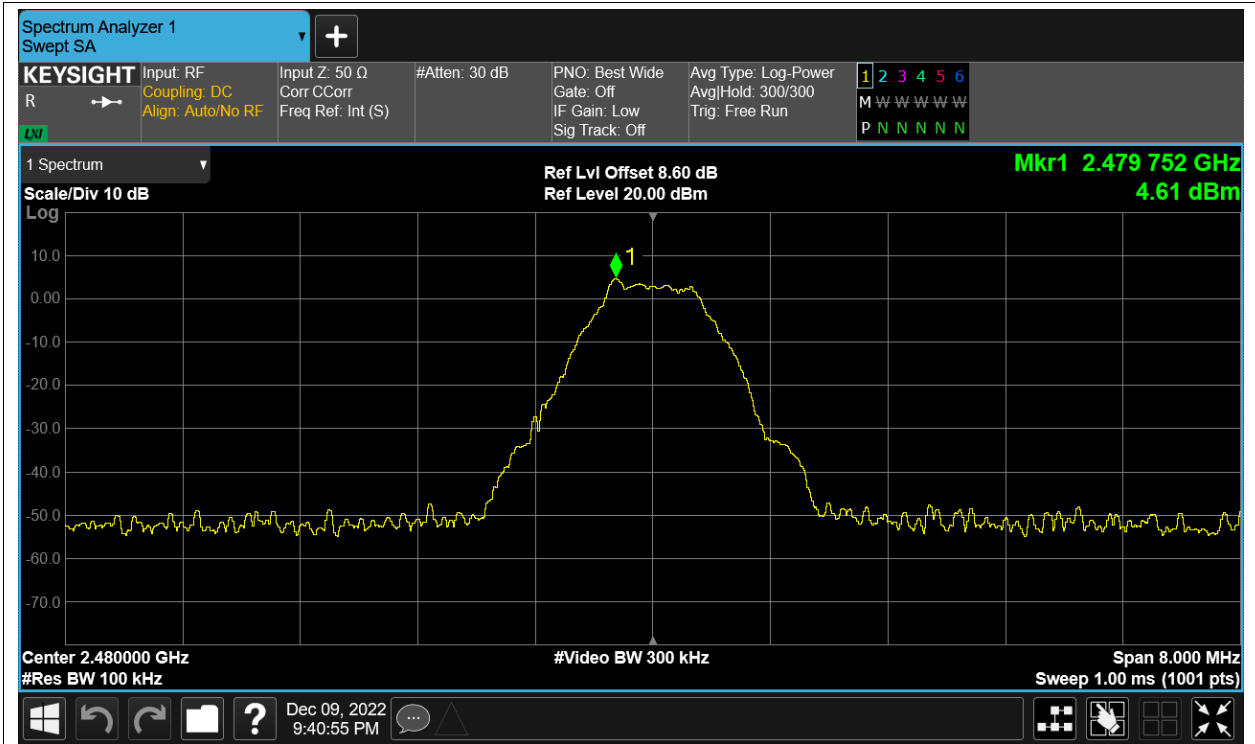 Spectrum Analyzer 1
Swept SA
KEYSIGHT
R
LXI
Input: RF
Coupling: DC
Align: Auto/No RF
Input Z: 50 Ω
Corr CCorr
Freq Ref: Int (S)
#Atten: 30 dB
PNO: Best Wide
Gate: Off
IF Gain: Low
Sig Track: Off
Avg Type: Log-Power
Avg|Hold: 300/300
Trig: Free Run
1 2 3 4 5 6
M W W W W W
P N N N N N
1 Spectrum
Scale/Div 10 dB
Log
Ref Lvl Offset 8.60 dB
Ref Level 20.00 dBm
Mkr1 2.479 752 GHz
4.61 dBm
1
10.0
0.00
-10.0
-20.0
-30.0
-40.0
-50.0
-60.0
-70.0
Center 2.480000 GHz
#Res BW 100 kHz
#Video BW 300 kHz
Span 8.000 MHz
Sweep 1.00 ms (1001 pts)
?
Dec 09, 2022
9:40:55 PM